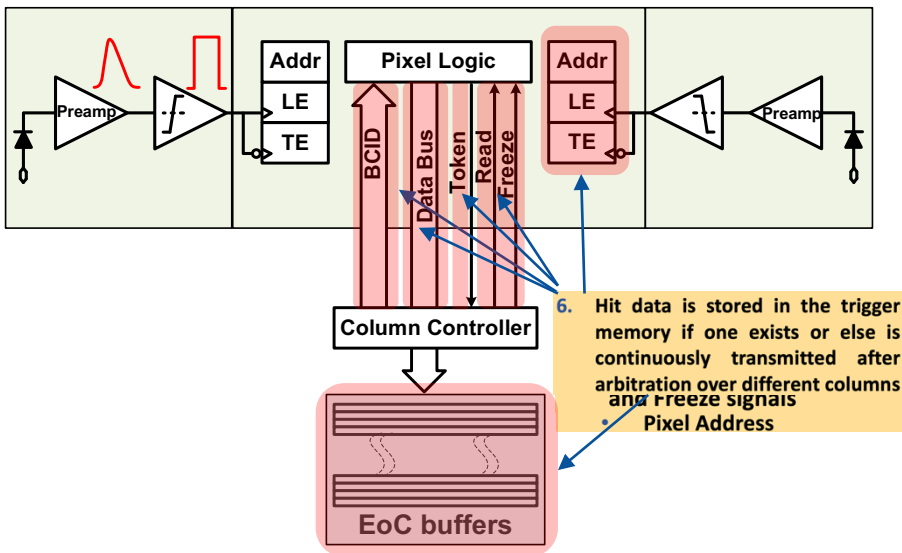 Addr
Pixel Logic
Addr
Preamp
LE
LE
Preamp
TE
TE
BCID
Data Bus
Token
Read
Freeze
Column Controller
6. Hit data is stored in the trigger
memory if one exists or else is
continuously transmitted after
arbitration over different columns
and Freeze signals
• Pixel Address
EoC buffers